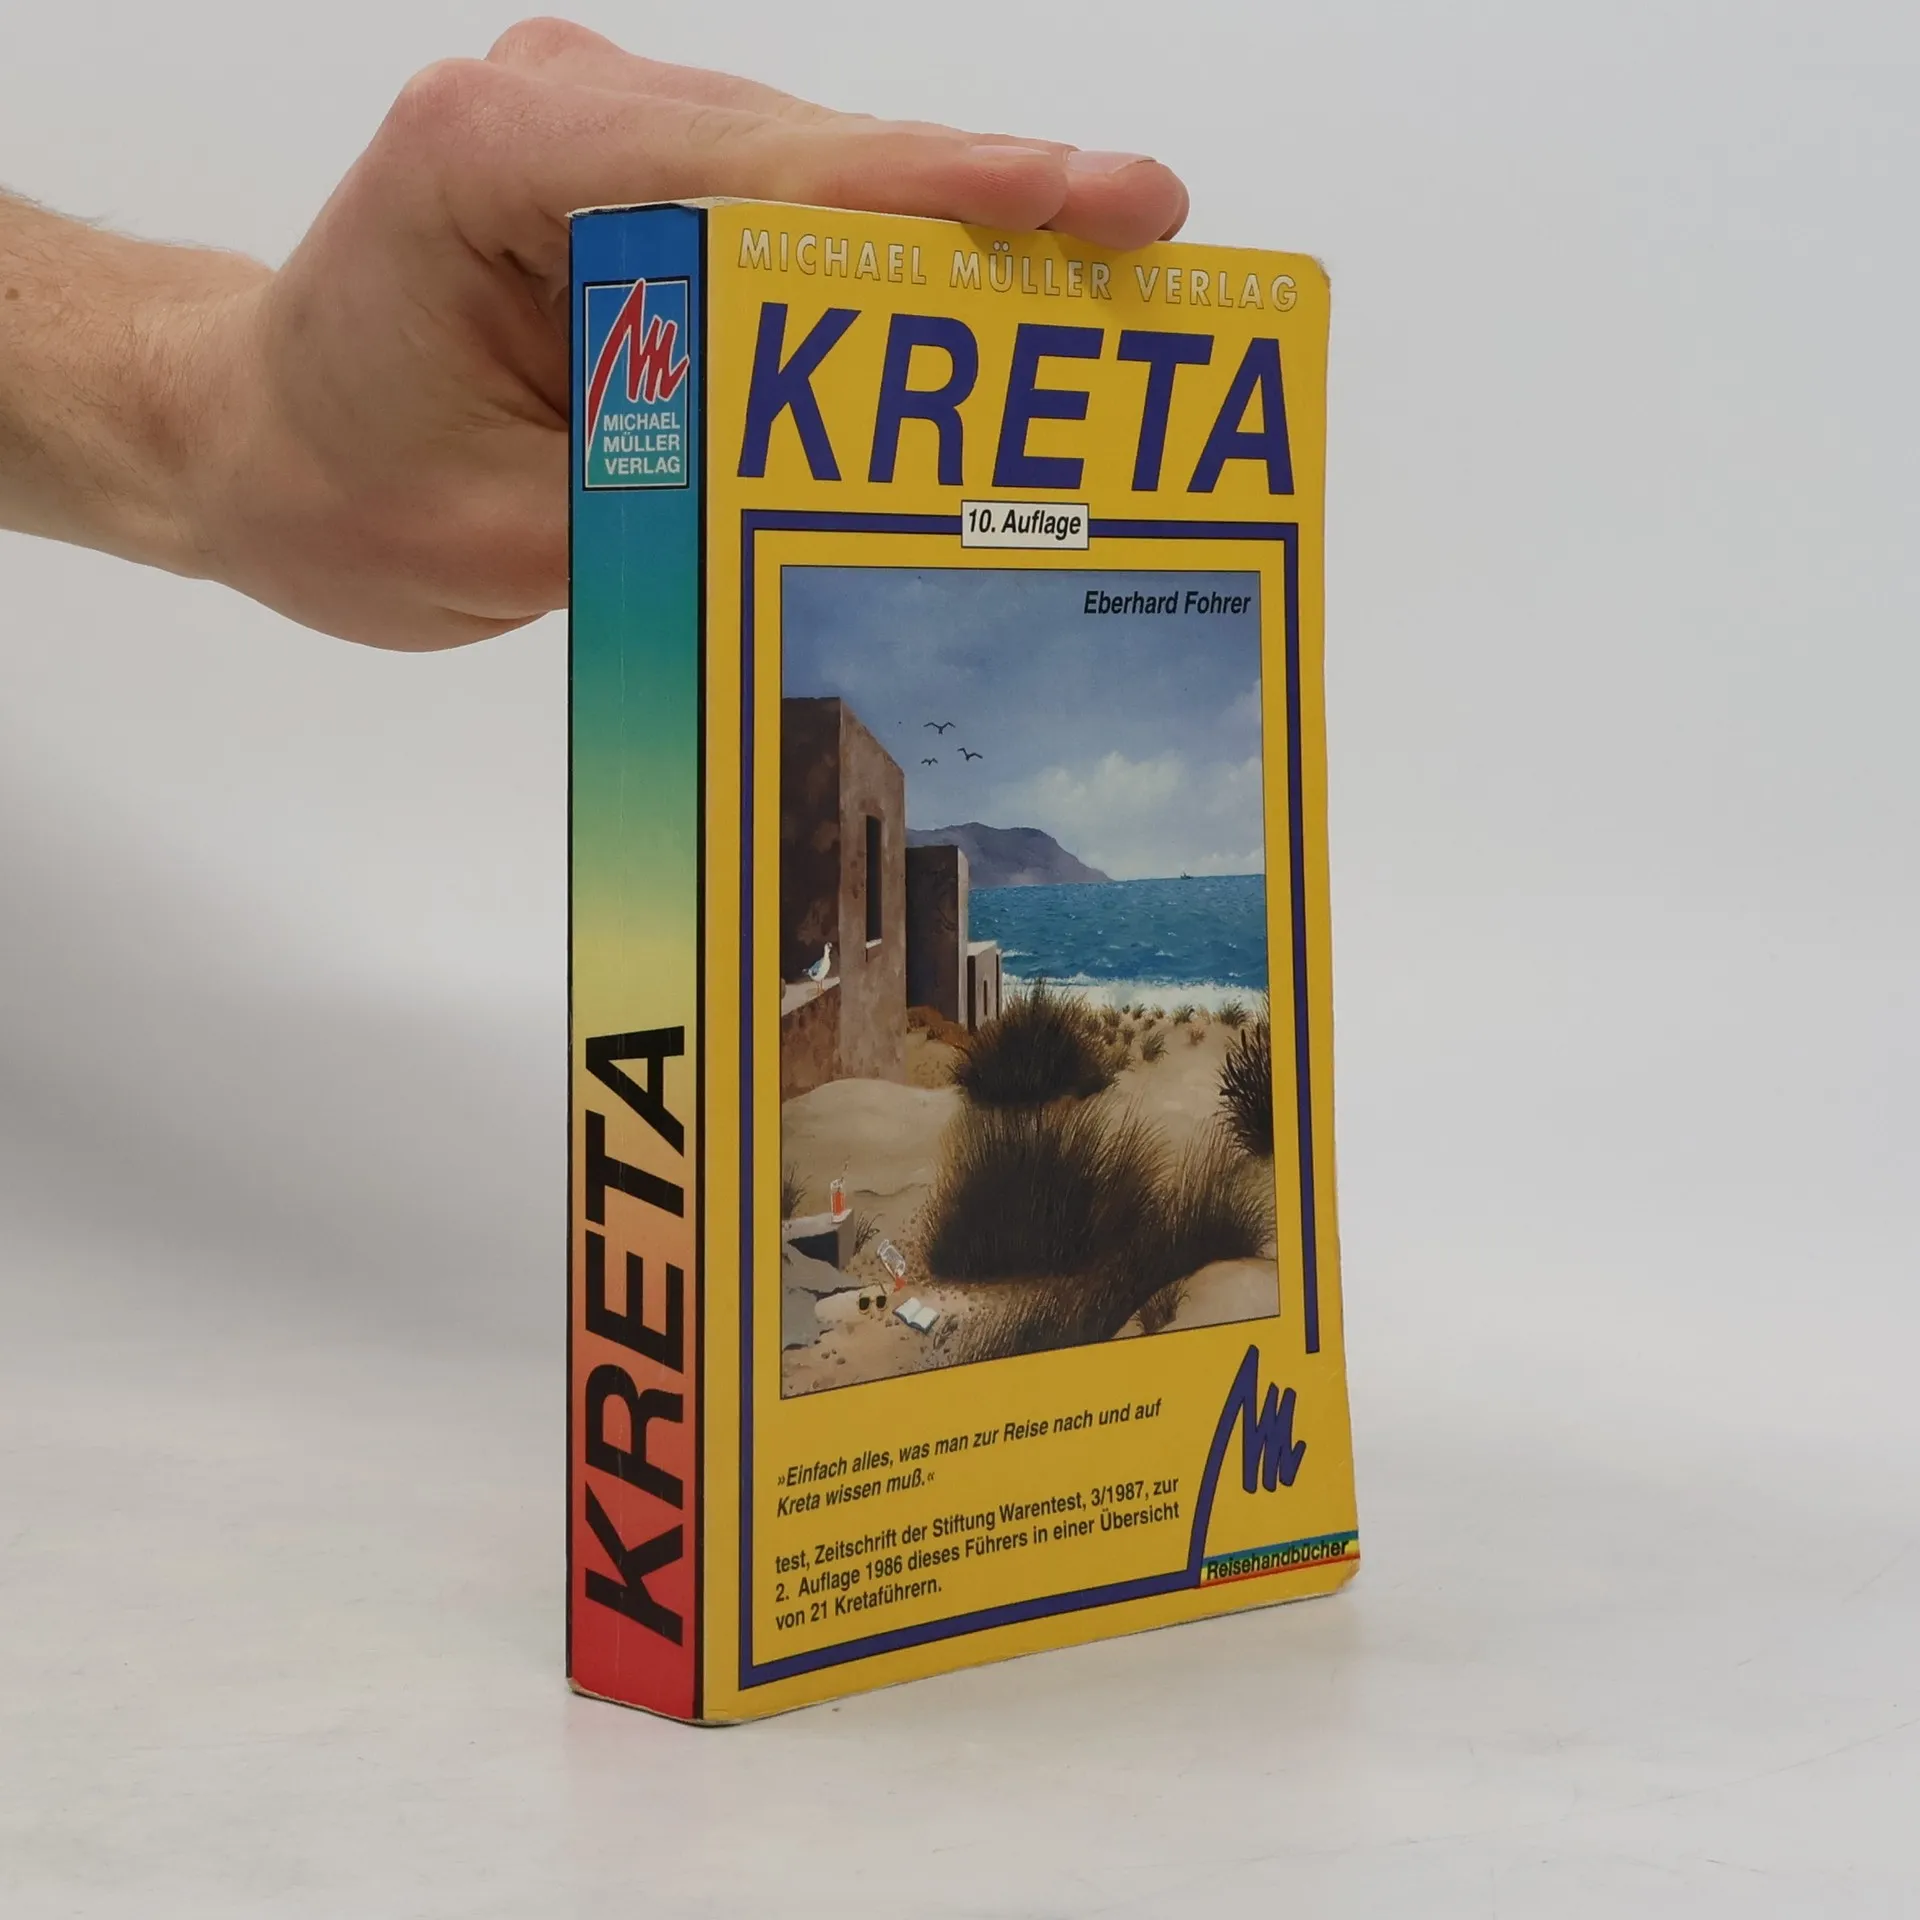 MICHAEL
MÜLLER
VERLAG
KRETA
MICHAEL MÜLLER VERLAG
KRETA
10. Auflage
Eberhard Fohrer
»Einfach alles, was man zur Reise nach und auf
Kreta wissen muß.«
test, Zeitschrift der Stiftung Warentest, 3/1987, zur
2. Auflage 1986 dieses Führers in einer Übersicht
von 21 Kretaführern.
Reisehandbücher